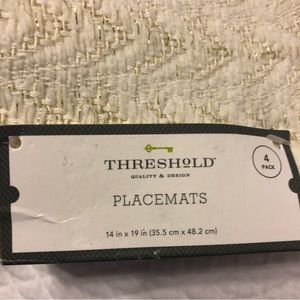 THRESHOLD
QUALITY & DESIGN
4
PACK
PLACEMATS
14 in x 19 in (35.5 cm x 48.2 cm)